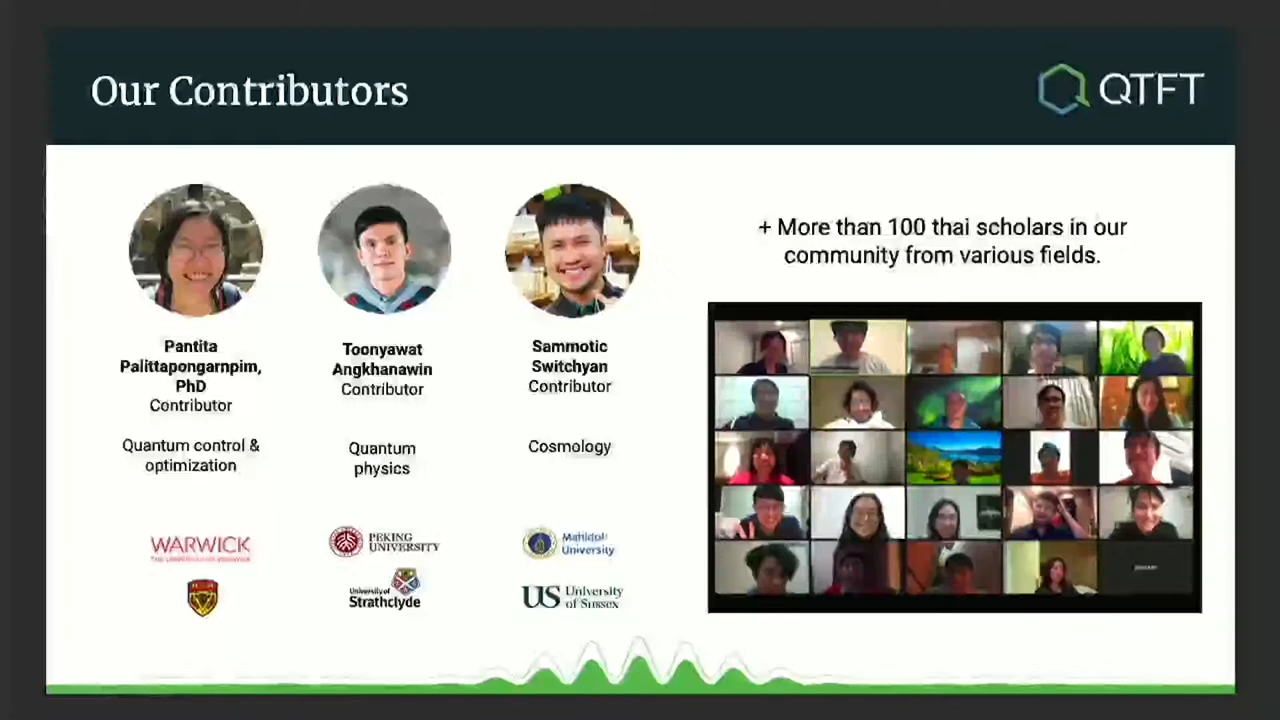 Our Contributors
QTFT
+ More than 100 thai scholars in our
community from various fields.
Pantita
Palittapongarnpim,
PhD
Contributor
Quantum control &
optimization
WARWICK
Toonyawat
Angkhanawin
Contributor
Quantum
physics
PEKING
UNIVERSITY
University of
Strathclyde
Sammotic
Switchyan
Contributor
Cosmology
Mahidol
University
US University
of Sussex